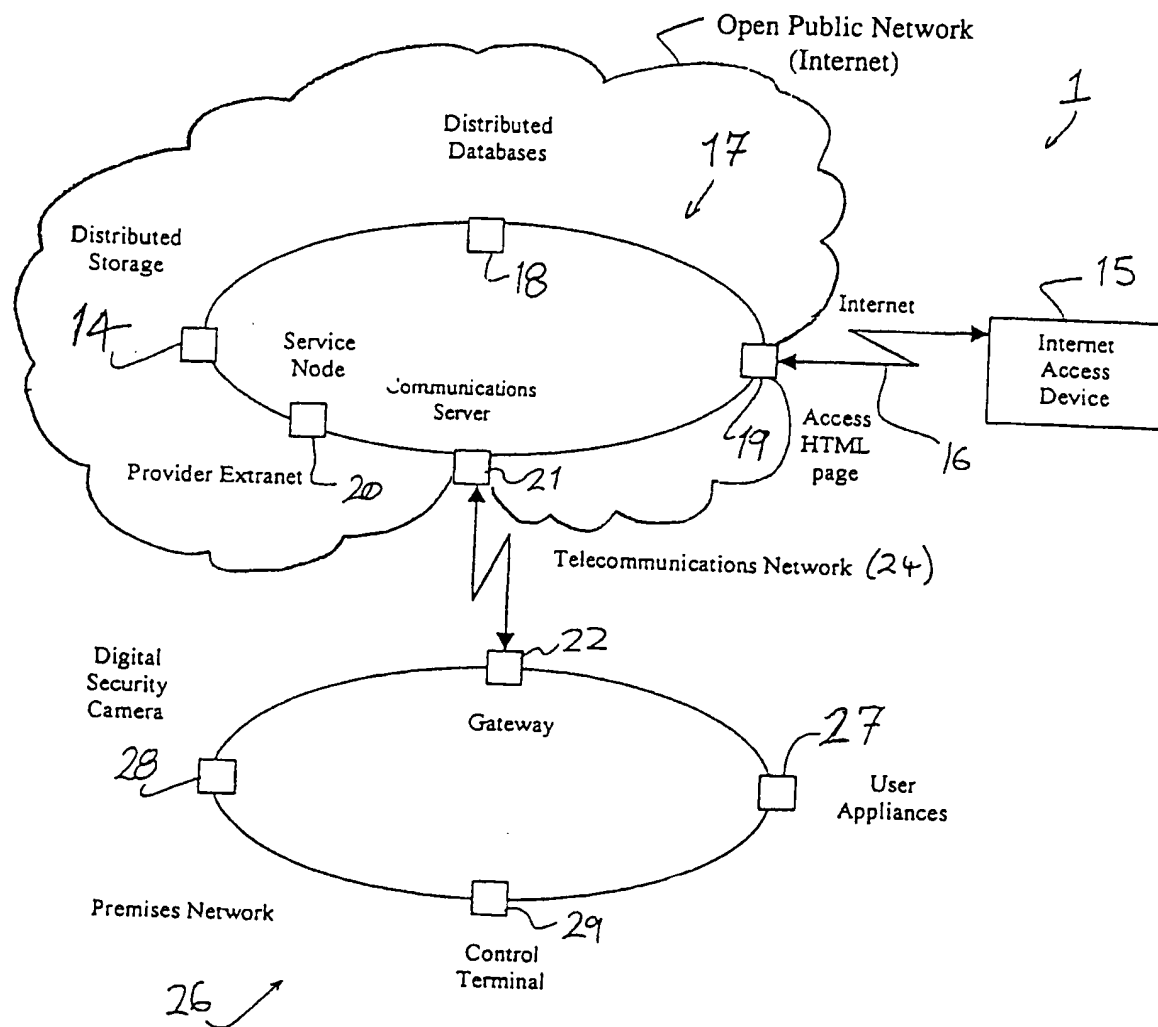 Open Public Network
(Internet)
1
Distributed
Databases
17
Distributed
Storage
18
14
Service
Node
Communications
Server
Internet
15
Internet
Access
Device
19
Access
HTML
page
16
Provider Extranet
20
21
Telecommunications Network (24)
22
Digital
Security
Camera
Gateway
27
28
User
Appliances
Premises Network
29
Control
Terminal
26